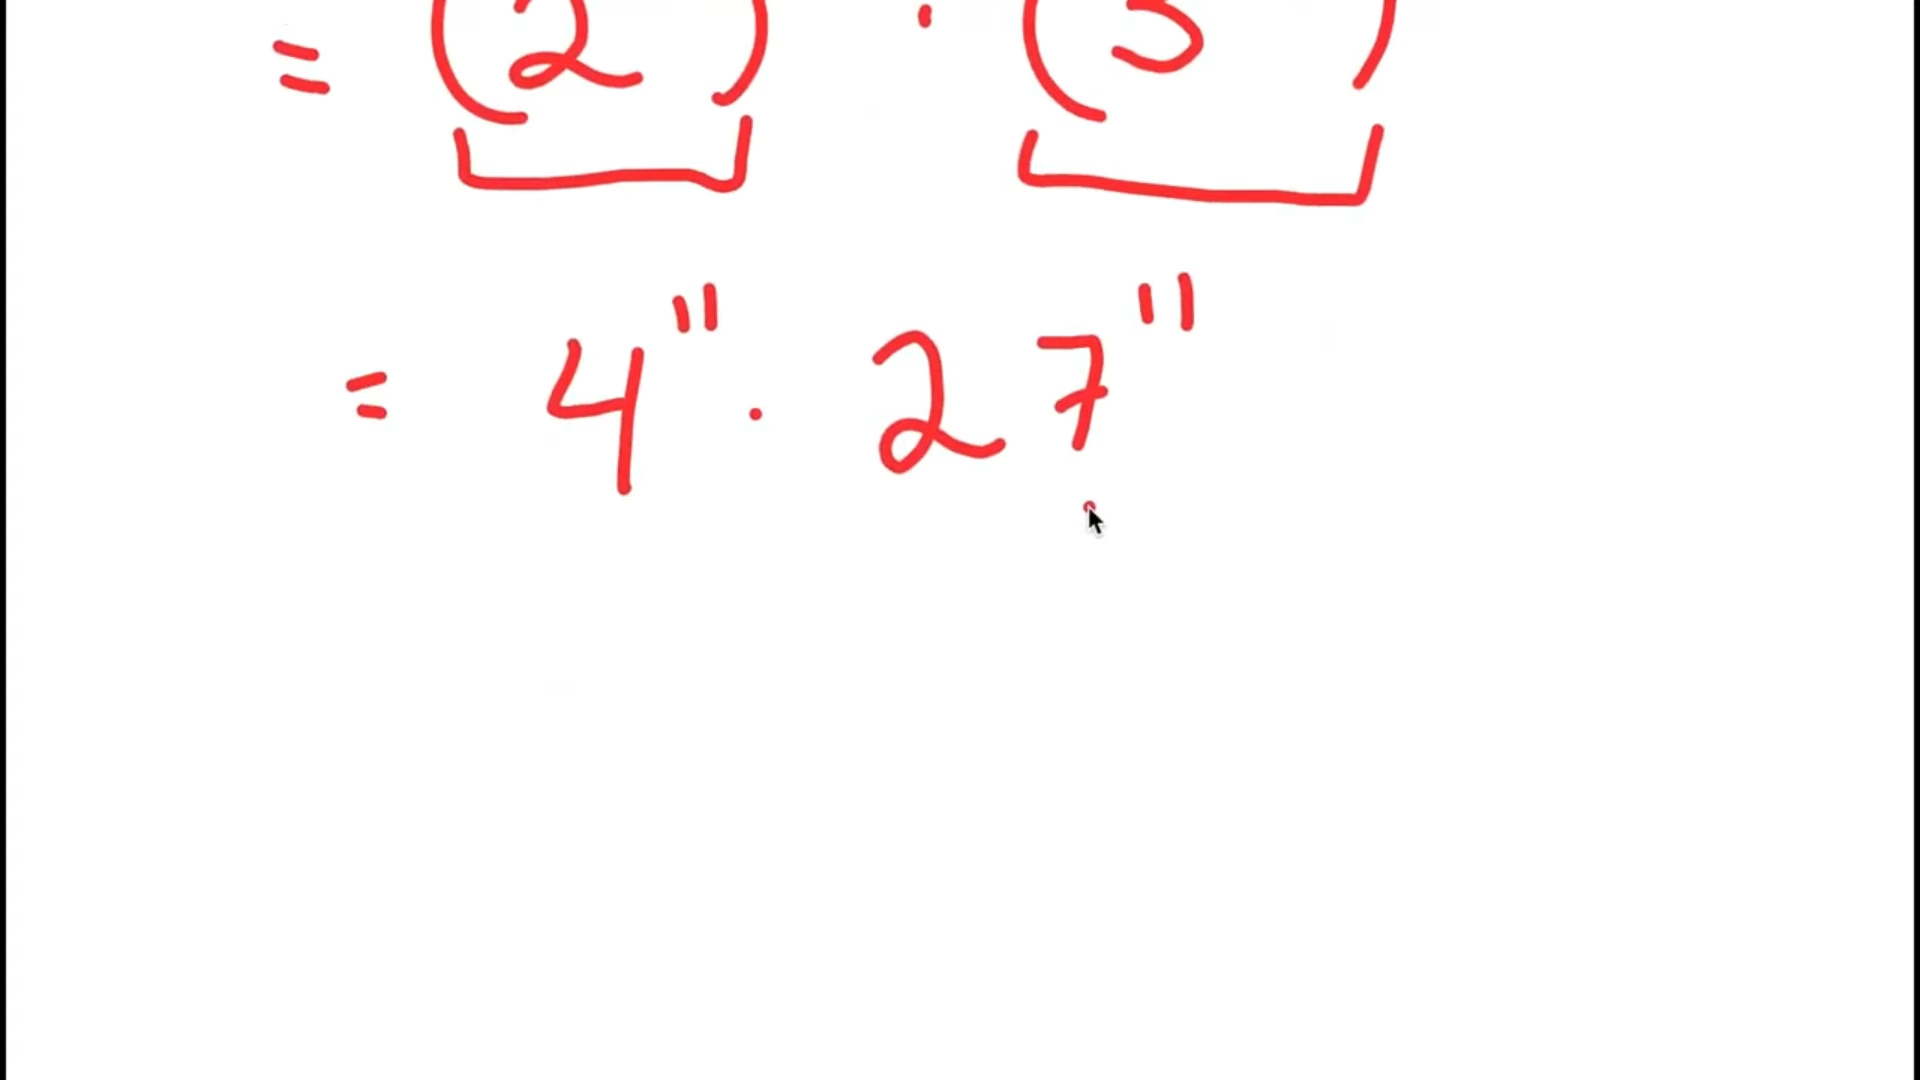 = (2 ) · (3 )
= 4¹¹ · 27¹¹